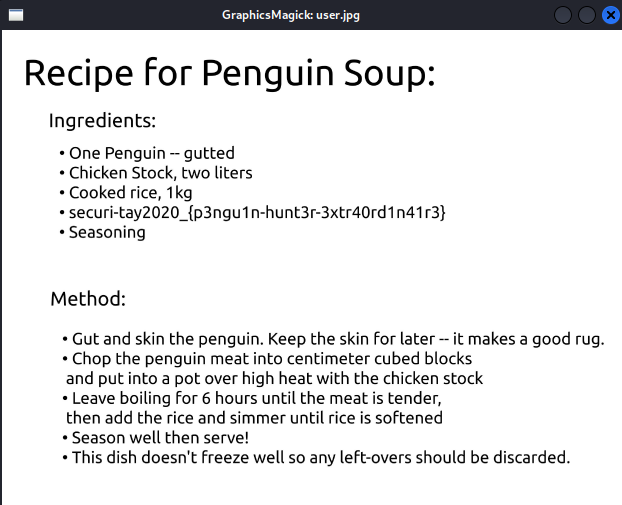 GraphicsMagick: user.jpg
Recipe for Penguin Soup:
Ingredients:
• One Penguin -- gutted
• Chicken Stock, two liters
• Cooked rice, 1kg
• securi-tay2020_{p3ngu1n-hunt3r-3xtr40rd1n41r3}
• Seasoning
Method:
• Gut and skin the penguin. Keep the skin for later -- it makes a good rug.
• Chop the penguin meat into centimeter cubed blocks
and put into a pot over high heat with the chicken stock
• Leave boiling for 6 hours until the meat is tender,
then add the rice and simmer until rice is softened
• Season well then serve!
• This dish doesn't freeze well so any left-overs should be discarded.